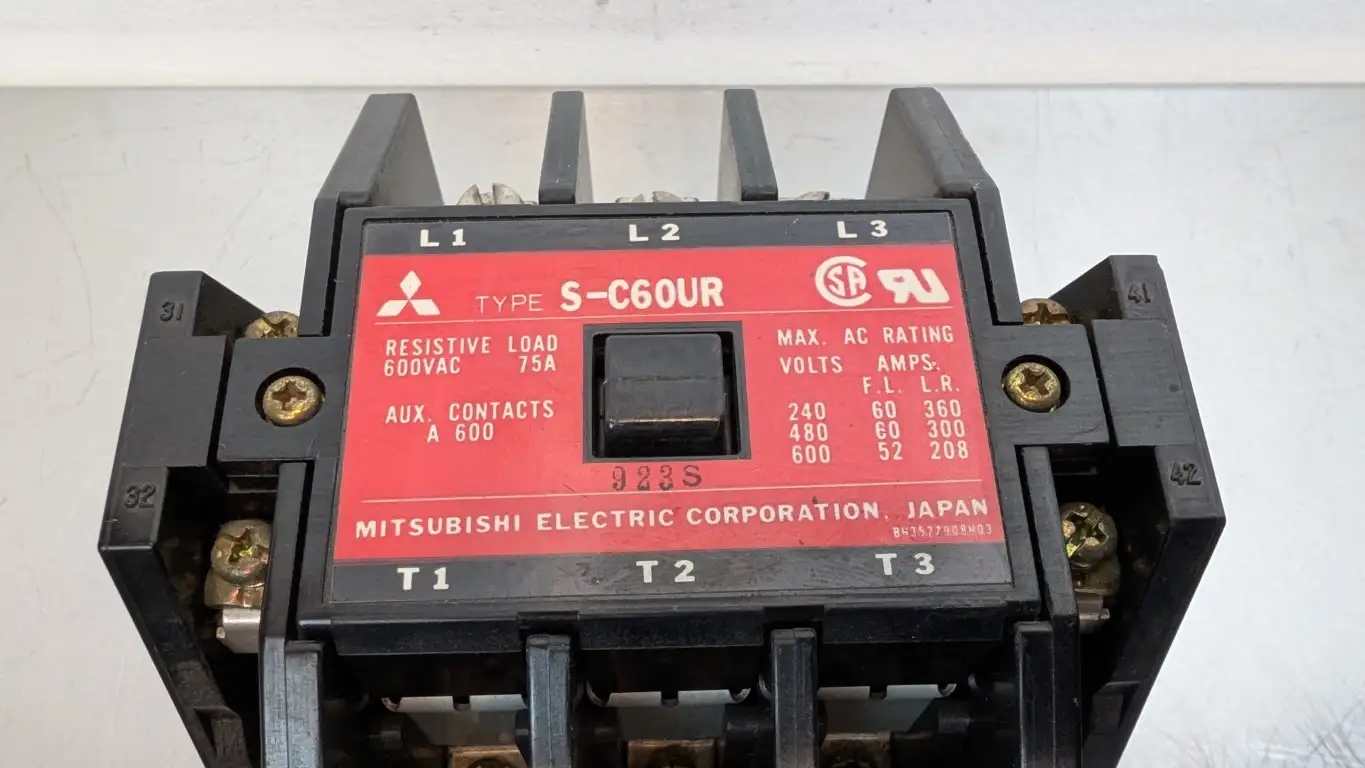 L1 L2 L3
TYPE S-C60UR
RESISTIVE LOAD
600VAC 75A
AUX. CONTACTS
A 600
MAX. AC RATING
VOLTS AMPS.
F.L. L.R.
240 60 360
480 60 300
600 52 208
923S
MITSUBISHI ELECTRIC CORPORATION, JAPAN
T1 T2 T3
31
32
41
42